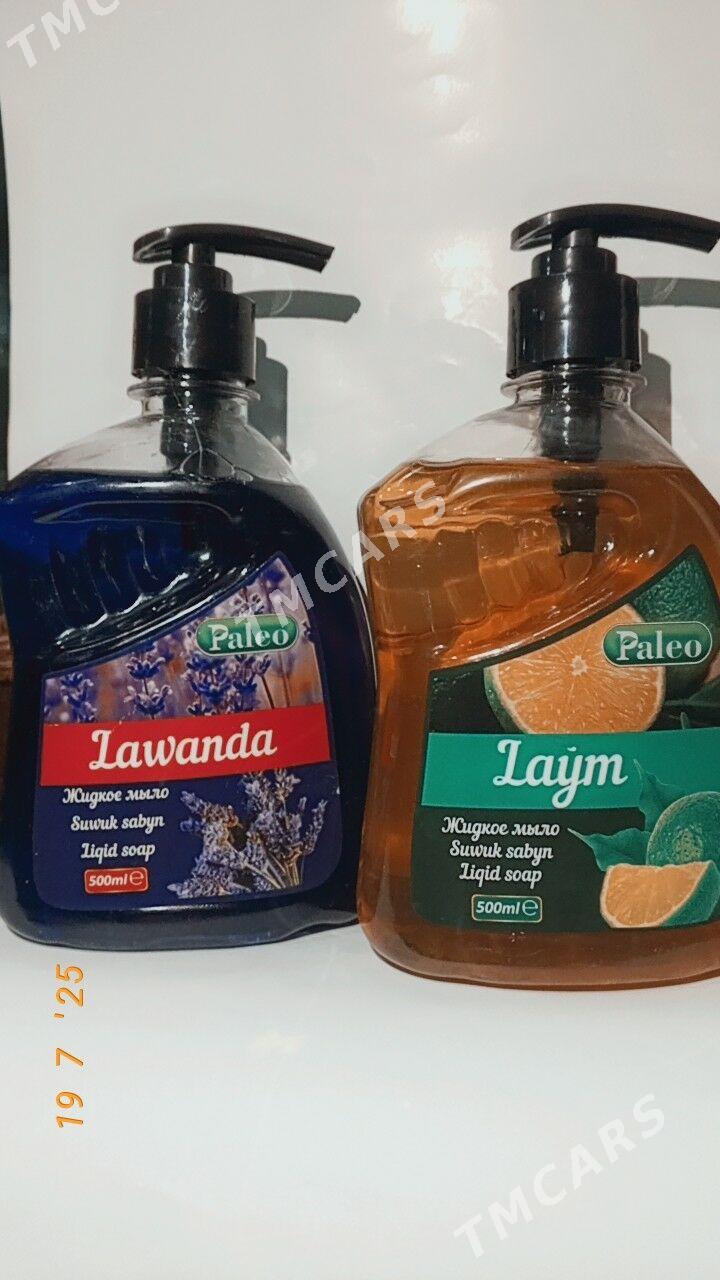 TMCARS
TMCARS
Paleo
Lawanda
Жидкое мыло
Suwuk sabyn
Liqid soap
500ml e
Paleo
Laým
Жидкое мыло
Suwuk sabyn
Liqid soap
500ml e
19 7 '25
TMCARS